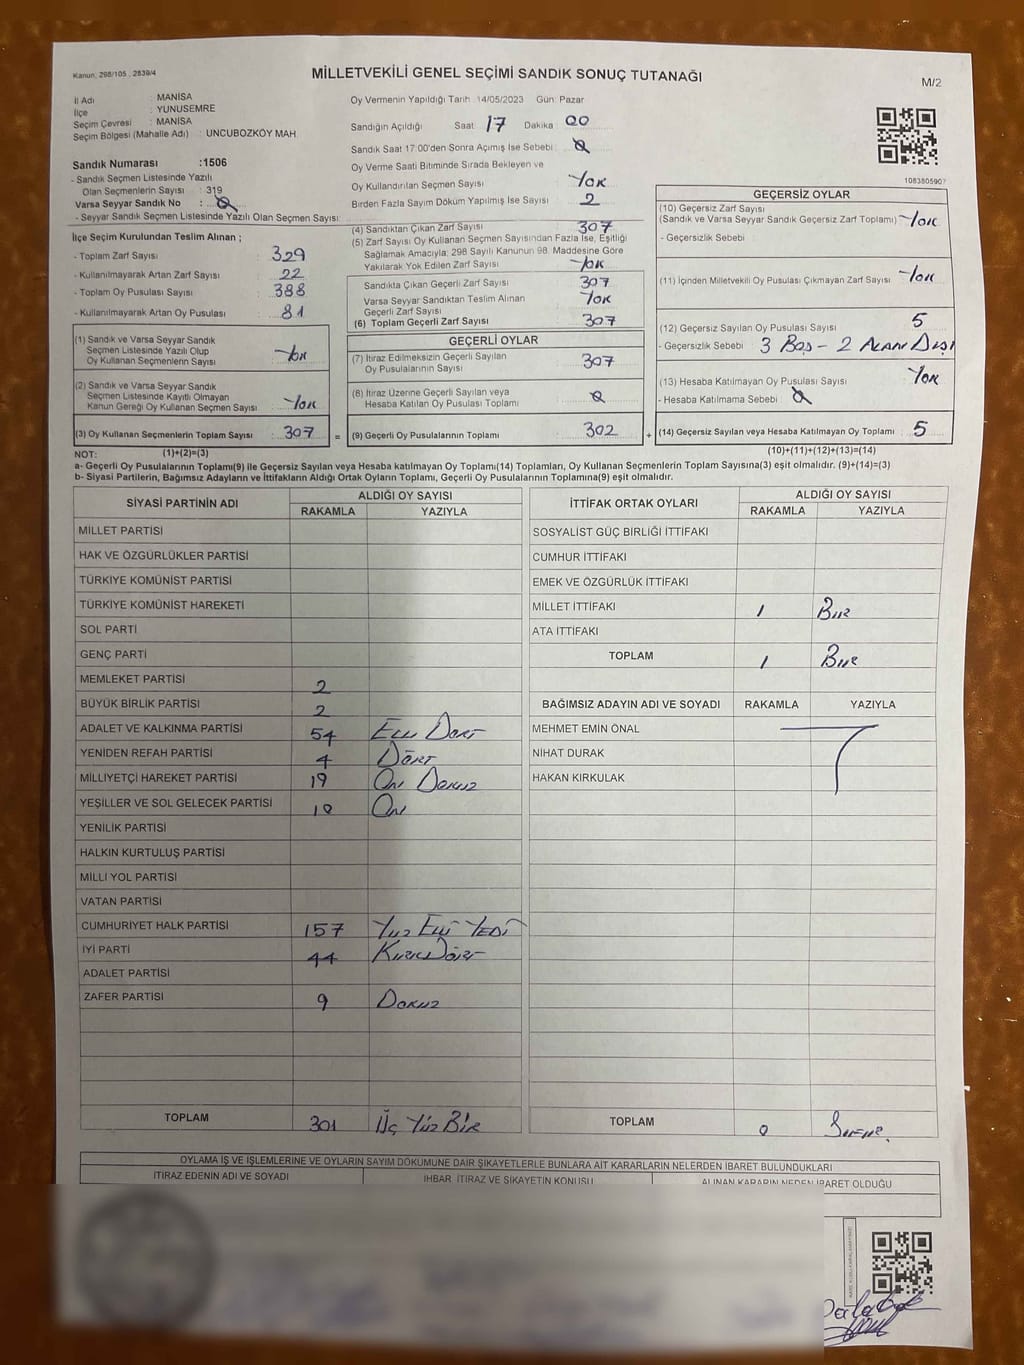 Kanun, 298/105 , 2839/4
MİLLETVEKİLİ GENEL SEÇİMİ SANDIK SONUÇ TUTANAĞI
M/2
İl Adı : MANİSA
İlçe : YUNUSEMRE
Seçim Çevresi : MANİSA
Seçim Bölgesi (Mahalle Adı) : UNCUBOZKÖY MAH.
Sandık Numarası :1506
- Sandık Seçmen Listesinde Yazılı
Olan Seçmenlerin Sayısı : 319
Varsa Seyyar Sandık No : 0
- Seyyar Sandık Seçmen Listesinde Yazılı Olan Seçmen Sayısı:
Oy Vermenin Yapıldığı Tarih :14/05/2023 Gün: Pazar
Sandığın Açıldığı Saat 17 Dakika 00
Sandık Saat 17:00'den Sonra Açımış İse Sebebi : 0
Oy Verme Saati Bitiminde Sırada Bekleyen ve
Oy Kullandırılan Seçmen Sayısı : YOK
Birden Fazla Sayım Döküm Yapılmış İse Sayısı : 2
108380590?
İlçe Seçim Kurulundan Teslim Alınan ;
- Toplam Zarf Sayısı : 329
- Kullanılmayarak Artan Zarf Sayısı : 22
- Toplam Oy Pusulası Sayısı : 388
- Kullanılmayarak Artan Oy Pusulası : 81
(1) Sandık ve Varsa Seyyar Sandık
Seçmen Listesinde Yazılı Olup
Oy Kullanan Seçmenlerin Sayısı : YOK
(2) Sandık ve Varsa Seyyar Sandık
Seçmen Listesinde Kayıtlı Olmayan
Kanun Gereği Oy Kullanan Seçmen Sayısı : YOK
(3) Oy Kullanan Seçmenlerin Toplam Sayısı : 307
(4) Sandıktan Çıkan Zarf Sayısı : 307
(5) Zarf Sayısı Oy Kullanan Seçmen Sayısından Fazla İse, Eşitliği
Sağlamak Amacıyla; 298 Sayılı Kanunun 98. Maddesine Göre
Yakılarak Yok Edilen Zarf Sayısı : YOK
Sandıkta Çıkan Geçerli Zarf Sayısı : 307
Varsa Seyyar Sandıktan Teslim Alınan
Geçerli Zarf Sayısı : YOK
(6) Toplam Geçerli Zarf Sayısı : 307
GEÇERLİ OYLAR
(7) İtiraz Edilmeksizin Geçerli Sayılan
Oy Pusulalarının Sayısı : 307
(8) İtiraz Üzerine Geçerli Sayılan veya
Hesaba Katılan Oy Pusulası Toplamı : 0
= (9) Geçerli Oy Pusulalarının Toplamı : 302
GEÇERSİZ OYLAR
(10) Geçersiz Zarf Sayısı
(Sandık ve Varsa Seyyar Sandık Geçersiz Zarf Toplamı) : YOK
- Geçersizlik Sebebi :
(11) İçinden Milletvekili Oy Pusulası Çıkmayan Zarf Sayısı : YOK
(12) Geçersiz Sayılan Oy Pusulası Sayısı : 5
- Geçersizlik Sebebi : 3 BOŞ - 2 ALAN DIŞI
(13) Hesaba Katılmayan Oy Pusulası Sayısı : YOK
- Hesaba Katılmama Sebebi : 0
+ (14) Geçersiz Sayılan veya Hesaba Katılmayan Oy Toplamı : 5
NOT: (1)+(2)=(3)
(10)+(11)+(12)+(13)=(14)
a- Geçerli Oy Pusulalarının Toplamı(9) ile Geçersiz Sayılan veya Hesaba katılmayan Oy Toplamı(14) Toplamları, Oy Kullanan Seçmenlerin Toplam Sayısına(3) eşit olmalıdır. (9)+(14)=(3)
b- Siyasi Partilerin, Bağımsız Adayların ve İttifakların Aldığı Ortak Oyların Toplamı, Geçerli Oy Pusulalarının Toplamına(9) eşit olmalıdır.
SİYASİ PARTİNİN ADI ALDIĞI OY SAYISI
RAKAMLA YAZIYLA
MİLLET PARTİSİ
HAK VE ÖZGÜRLÜKLER PARTİSİ
TÜRKİYE KOMÜNİST PARTİSİ
TÜRKİYE KOMÜNİST HAREKETİ
SOL PARTİ
GENÇ PARTİ
MEMLEKET PARTİSİ 2
BÜYÜK BİRLİK PARTİSİ 2
ADALET VE KALKINMA PARTİSİ 54 ELLİ DÖRT
YENİDEN REFAH PARTİSİ 4 DÖRT
MİLLİYETÇİ HAREKET PARTİSİ 19 ON DOKUZ
YEŞİLLER VE SOL GELECEK PARTİSİ 10 ON
YENİLİK PARTİSİ
HALKIN KURTULUŞ PARTİSİ
MİLLİ YOL PARTİSİ
VATAN PARTİSİ
CUMHURİYET HALK PARTİSİ 157 YÜZ ELLİ YEDİ
İYİ PARTİ 44 KIRK DÖRT
ADALET PARTİSİ
ZAFER PARTİSİ 9 DOKUZ
TOPLAM 301 ÜÇ YÜZ BİR
İTTİFAK ORTAK OYLARI ALDIĞI OY SAYISI
RAKAMLA YAZIYLA
SOSYALİST GÜÇ BİRLİĞİ İTTİFAKI
CUMHUR İTTİFAKI
EMEK VE ÖZGÜRLÜK İTTİFAKI
MİLLET İTTİFAKI 1 BİR
ATA İTTİFAKI
TOPLAM 1 BİR
BAĞIMSIZ ADAYIN ADI VE SOYADI RAKAMLA YAZIYLA
MEHMET EMİN ÖNAL
NİHAT DURAK
HAKAN KIRKULAK
TOPLAM 0 SIFIR
OYLAMA İŞ VE İŞLEMLERİNE VE OYLARIN SAYIM DÖKÜMÜNE DAİR ŞİKAYETLERLE BUNLARA AİT KARARLARIN NELERDEN İBARET BULUNDUKLARI
İTİRAZ EDENİN ADI VE SOYADI
İHBAR İTİRAZ VE ŞİKAYETİN KONUSU
ALINAN KARARIN NEDEN İBARET OLDUĞU